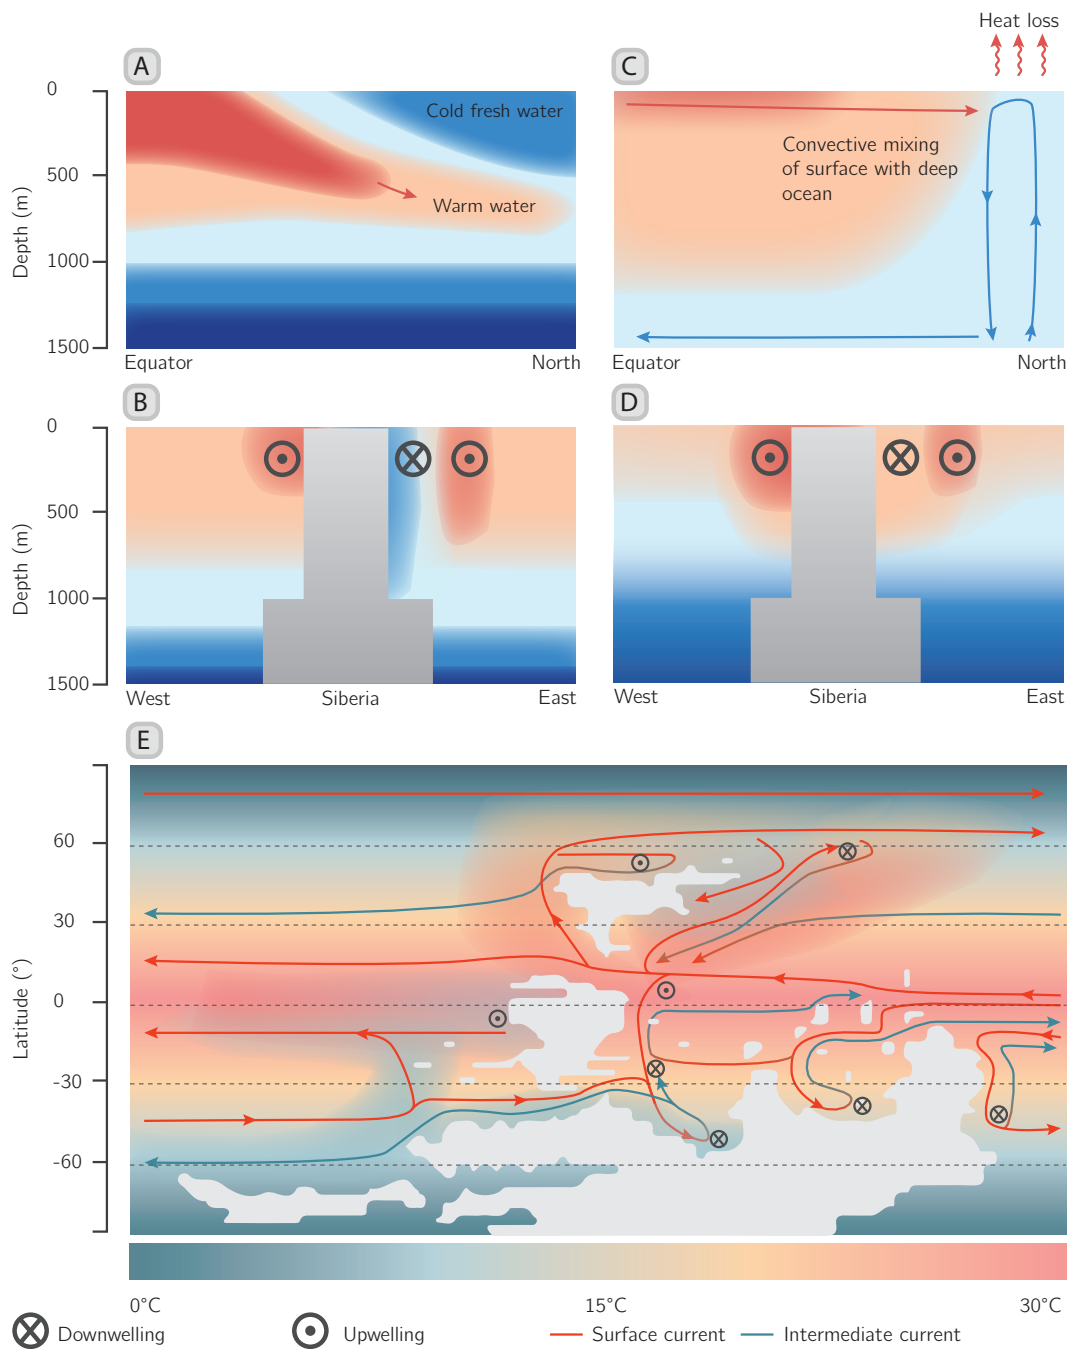 Heat loss
A
C
0
500
1000
1500
Depth (m)
Cold fresh water
Warm water
Convective mixing
of surface with deep
ocean
Equator
North
Equator
North
B
D
0
500
1000
1500
Depth (m)
West
Siberia
East
West
Siberia
East
E
60
30
0
-30
-60
Latitude (°)
0°C
15°C
30°C
Downwelling
Upwelling
Surface current
Intermediate current